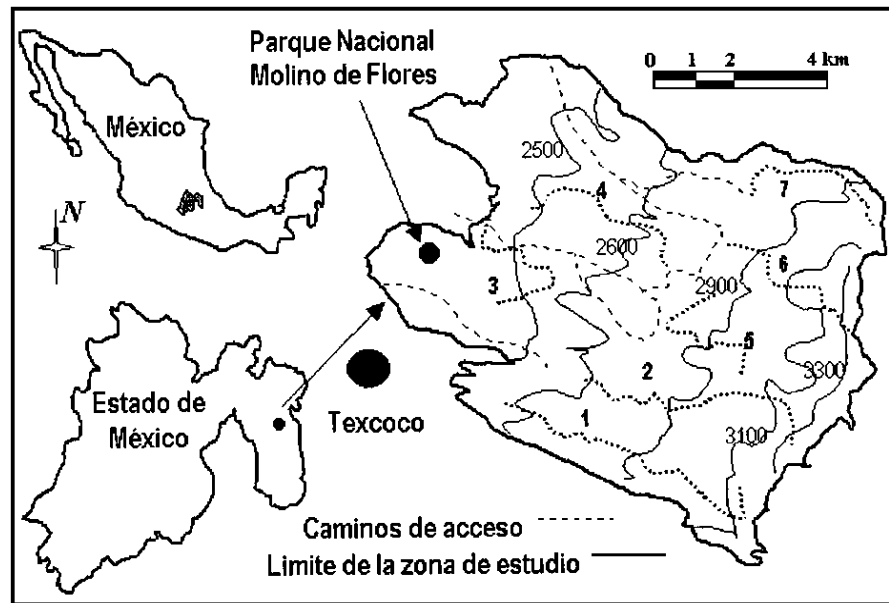 Parque Nacional
Molino de Flores
0 1 2 4 km
México
N
2500
4
7
2600
6
3
2900
5
2
3300
Estado de
México
Texcoco
1
3100
Caminos de acceso
Limite de la zona de estudio